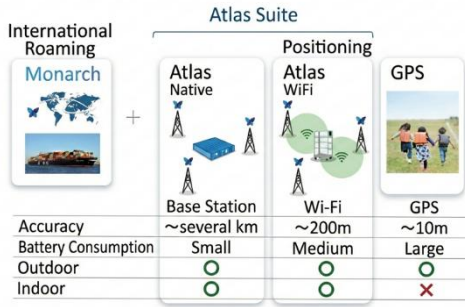 Atlas Suite
International
Roaming
Positioning
Monarch
+
Atlas
Native
Atlas
WiFi
GPS
Base Station Wi-Fi GPS
Accuracy ~several km ~200m ~10m
Battery Consumption Small Medium Large
Outdoor ○ ○ ○
Indoor ○ ○ ×